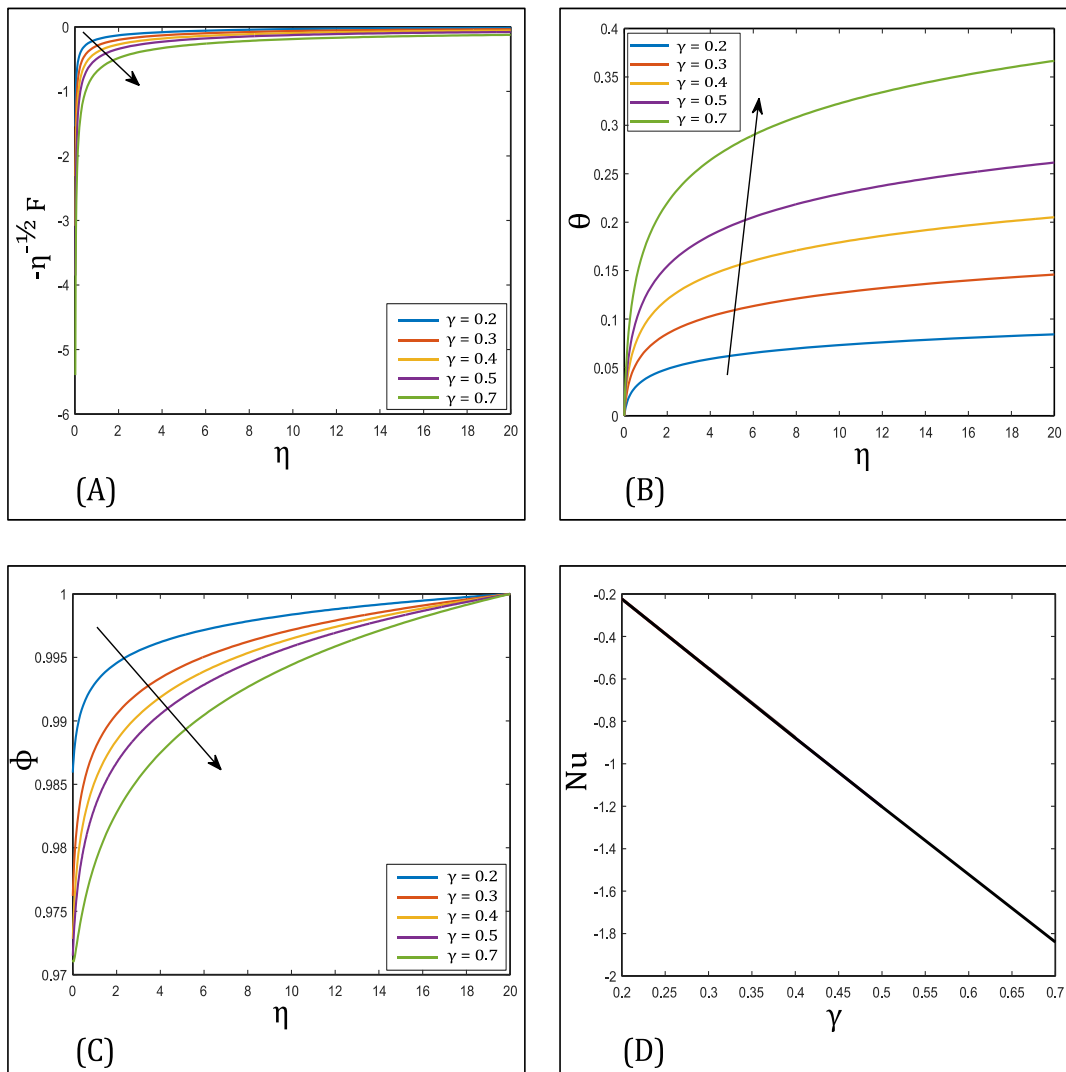 0
-1
-2
-3
-4
-5
-6
-η^-½ F
γ = 0.2
γ = 0.3
γ = 0.4
γ = 0.5
γ = 0.7
0 2 4 6 8 10 12 14 16 18 20
η
(A)
0.4
0.35
0.3
0.25
0.2
0.15
0.1
0.05
0
θ
γ = 0.2
γ = 0.3
γ = 0.4
γ = 0.5
γ = 0.7
0 2 4 6 8 10 12 14 16 18 20
η
(B)
1
0.995
0.99
0.985
0.98
0.975
0.97
ϕ
γ = 0.2
γ = 0.3
γ = 0.4
γ = 0.5
γ = 0.7
0 2 4 6 8 10 12 14 16 18 20
η
(C)
-0.2
-0.4
-0.6
-0.8
-1
-1.2
-1.4
-1.6
-1.8
-2
Nu
0.2 0.25 0.3 0.35 0.4 0.45 0.5 0.55 0.6 0.65 0.7
γ
(D)